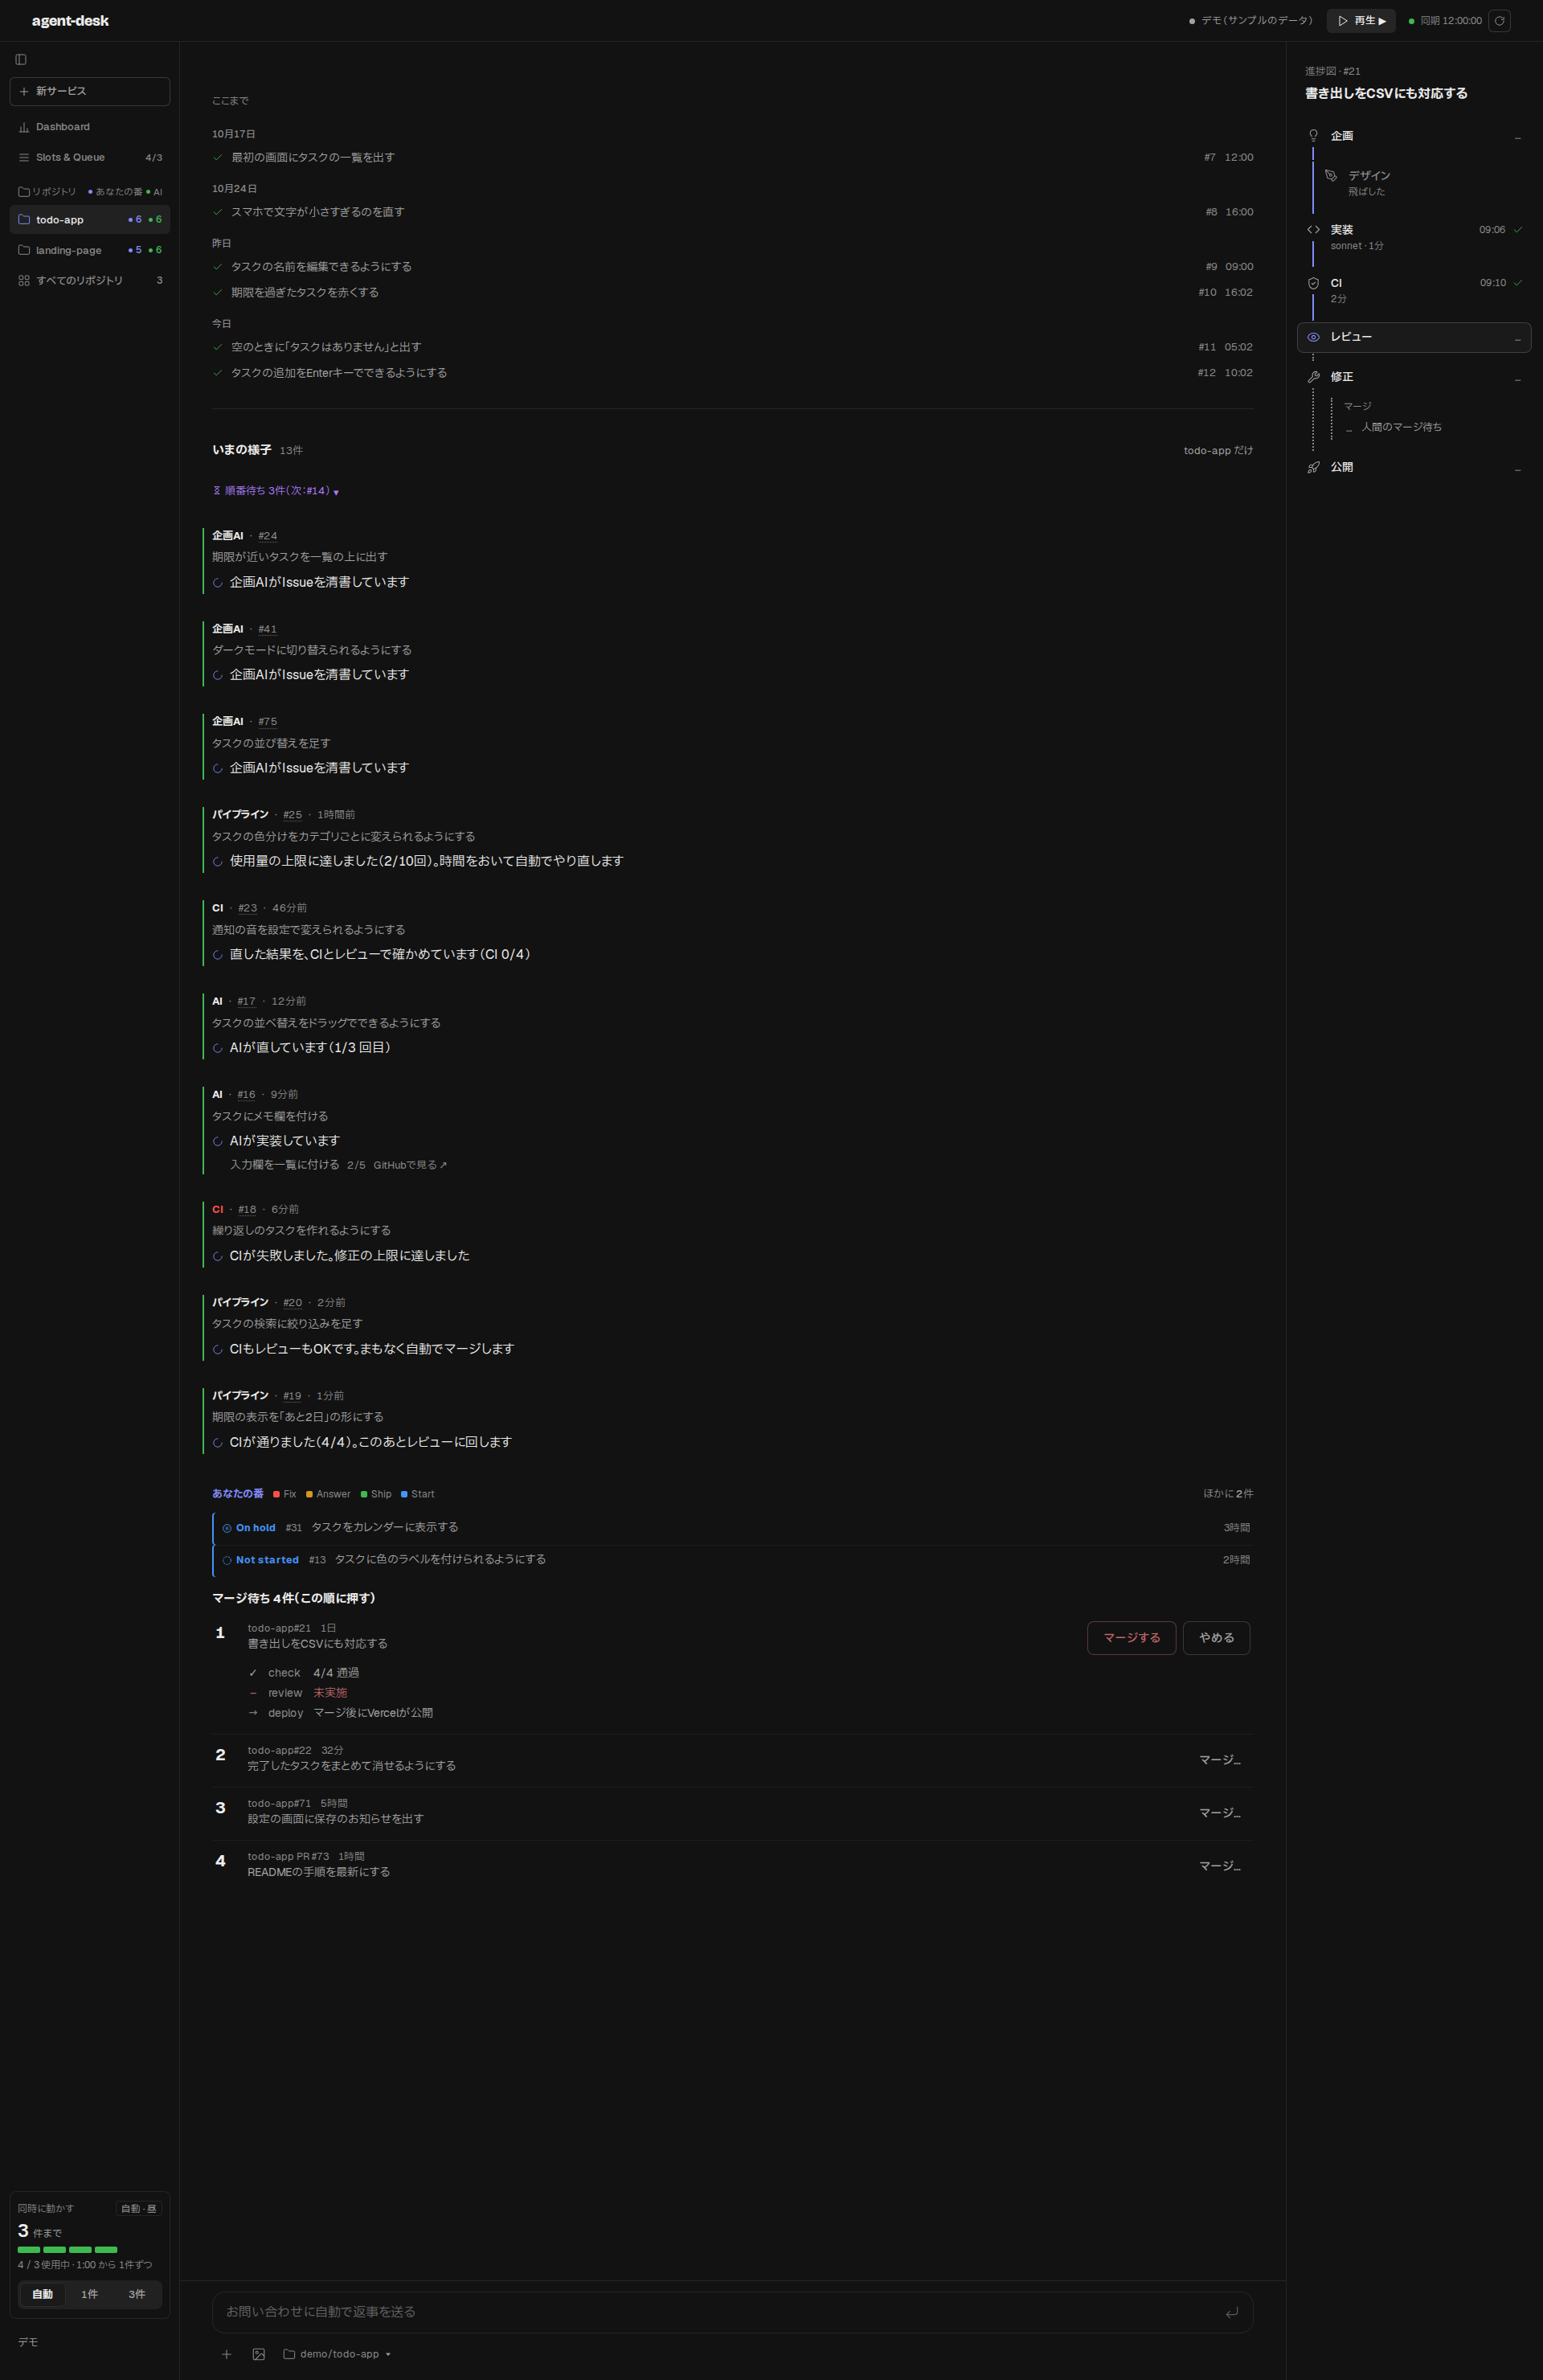 agent-desk
デモ（サンプルのデータ）
再生 ▶
同期 12:00:00
新サービス
Dashboard
Slots & Queue 4/3
リポジトリ あなたの番 AI
todo-app 6 6
landing-page 5 6
すべてのリポジトリ 3
同時に動かす 自動・昼
3 件まで
4 / 3 使用中・1:00 から 1件ずつ
自動 1件 3件
デモ
ここまで
10月17日
✓ 最初の画面にタスクの一覧を出す #7 12:00
10月24日
✓ スマホで文字が小さすぎるのを直す #8 16:00
昨日
✓ タスクの名前を編集できるようにする #9 09:00
✓ 期限を過ぎたタスクを赤くする #10 16:02
今日
✓ 空のときに「タスクはありません」と出す #11 05:02
✓ タスクの追加をEnterキーでできるようにする #12 10:02
いまの様子 13件 todo-app だけ
順番待ち 3件（次：#14） ▼
企画AI · #24
期限が近いタスクを一覧の上に出す
企画AIがIssueを清書しています
企画AI · #41
ダークモードに切り替えられるようにする
企画AIがIssueを清書しています
企画AI · #75
タスクの並び替えを足す
企画AIがIssueを清書しています
パイプライン · #25 · 1時間前
タスクの色分けをカテゴリごとに変えられるようにする
使用量の上限に達しました（2/10回）。時間をおいて自動でやり直します
CI · #23 · 46分前
通知の音を設定で変えられるようにする
直した結果を、CIとレビューで確かめています（CI 0/4）
AI · #17 · 12分前
タスクの並べ替えをドラッグでできるようにする
AIが直しています（1/3 回目）
AI · #16 · 9分前
タスクにメモ欄を付ける
AIが実装しています
入力欄を一覧に付ける 2/5 GitHubで見る ↗
CI · #18 · 6分前
繰り返しのタスクを作れるようにする
CIが失敗しました。修正の上限に達しました
パイプライン · #20 · 2分前
タスクの検索に絞り込みを足す
CIもレビューもOKです。まもなく自動でマージします
パイプライン · #19 · 1分前
期限の表示を「あと2日」の形にする
CIが通りました（4/4）。このあとレビューに回します
あなたの番 Fix Answer Ship Start ほかに 2件
On hold #31 タスクをカレンダーに表示する 3時間
Not started #13 タスクに色のラベルを付けられるようにする 2時間
マージ待ち 4件（この順に押す）
1 todo-app#21 1日
書き出しをCSVにも対応する
マージする やめる
✓ check 4/4 通過
– review 未実施
→ deploy マージ後にVercelが公開
2 todo-app#22 32分
完了したタスクをまとめて消せるようにする
マージ…
3 todo-app#71 5時間
設定の画面に保存のお知らせを出す
マージ…
4 todo-app PR #73 1時間
READMEの手順を最新にする
マージ…
お問い合わせに自動で返事を送る
demo/todo-app ▾
進捗図 · #21
書き出しをCSVにも対応する
企画 –
デザイン
飛ばした
実装 09:06 ✓
sonnet · 1分
CI 09:10 ✓
2分
レビュー –
修正 –
マージ
– 人間のマージ待ち
公開 –